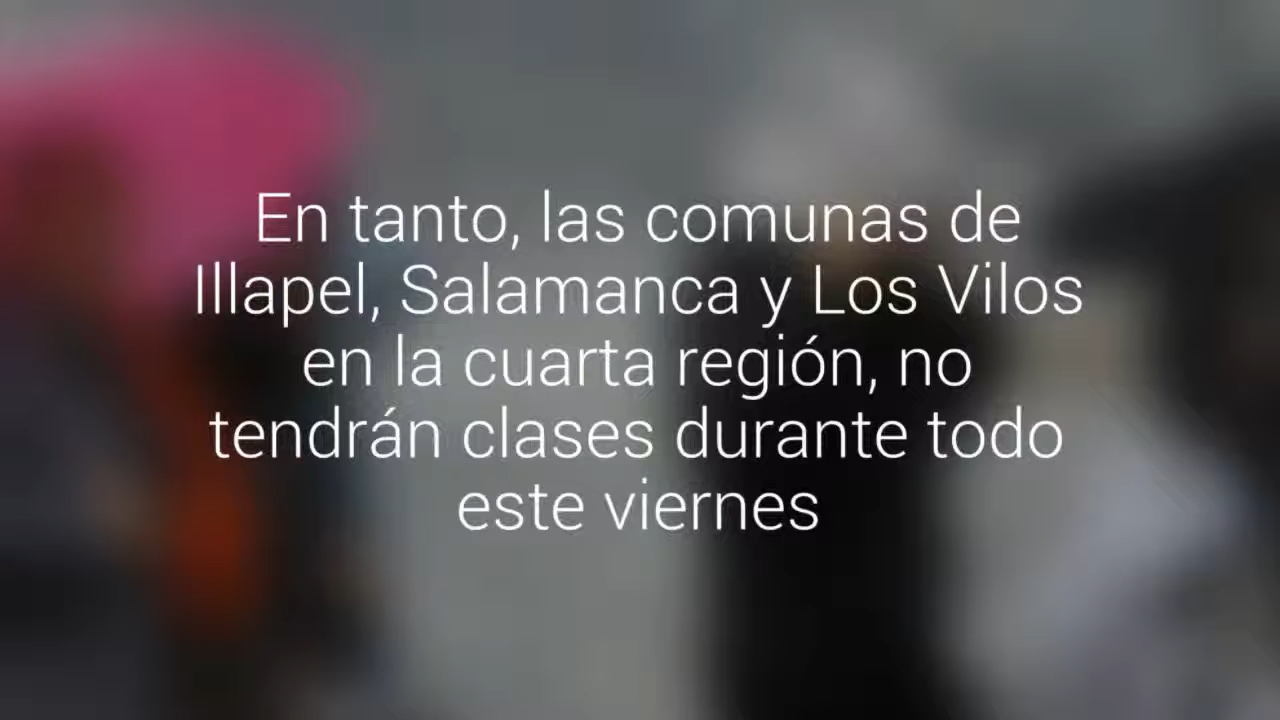 En tanto, las comunas de
Illapel, Salamanca y Los Vilos
en la cuarta región, no
tendrán clases durante todo
este viernes